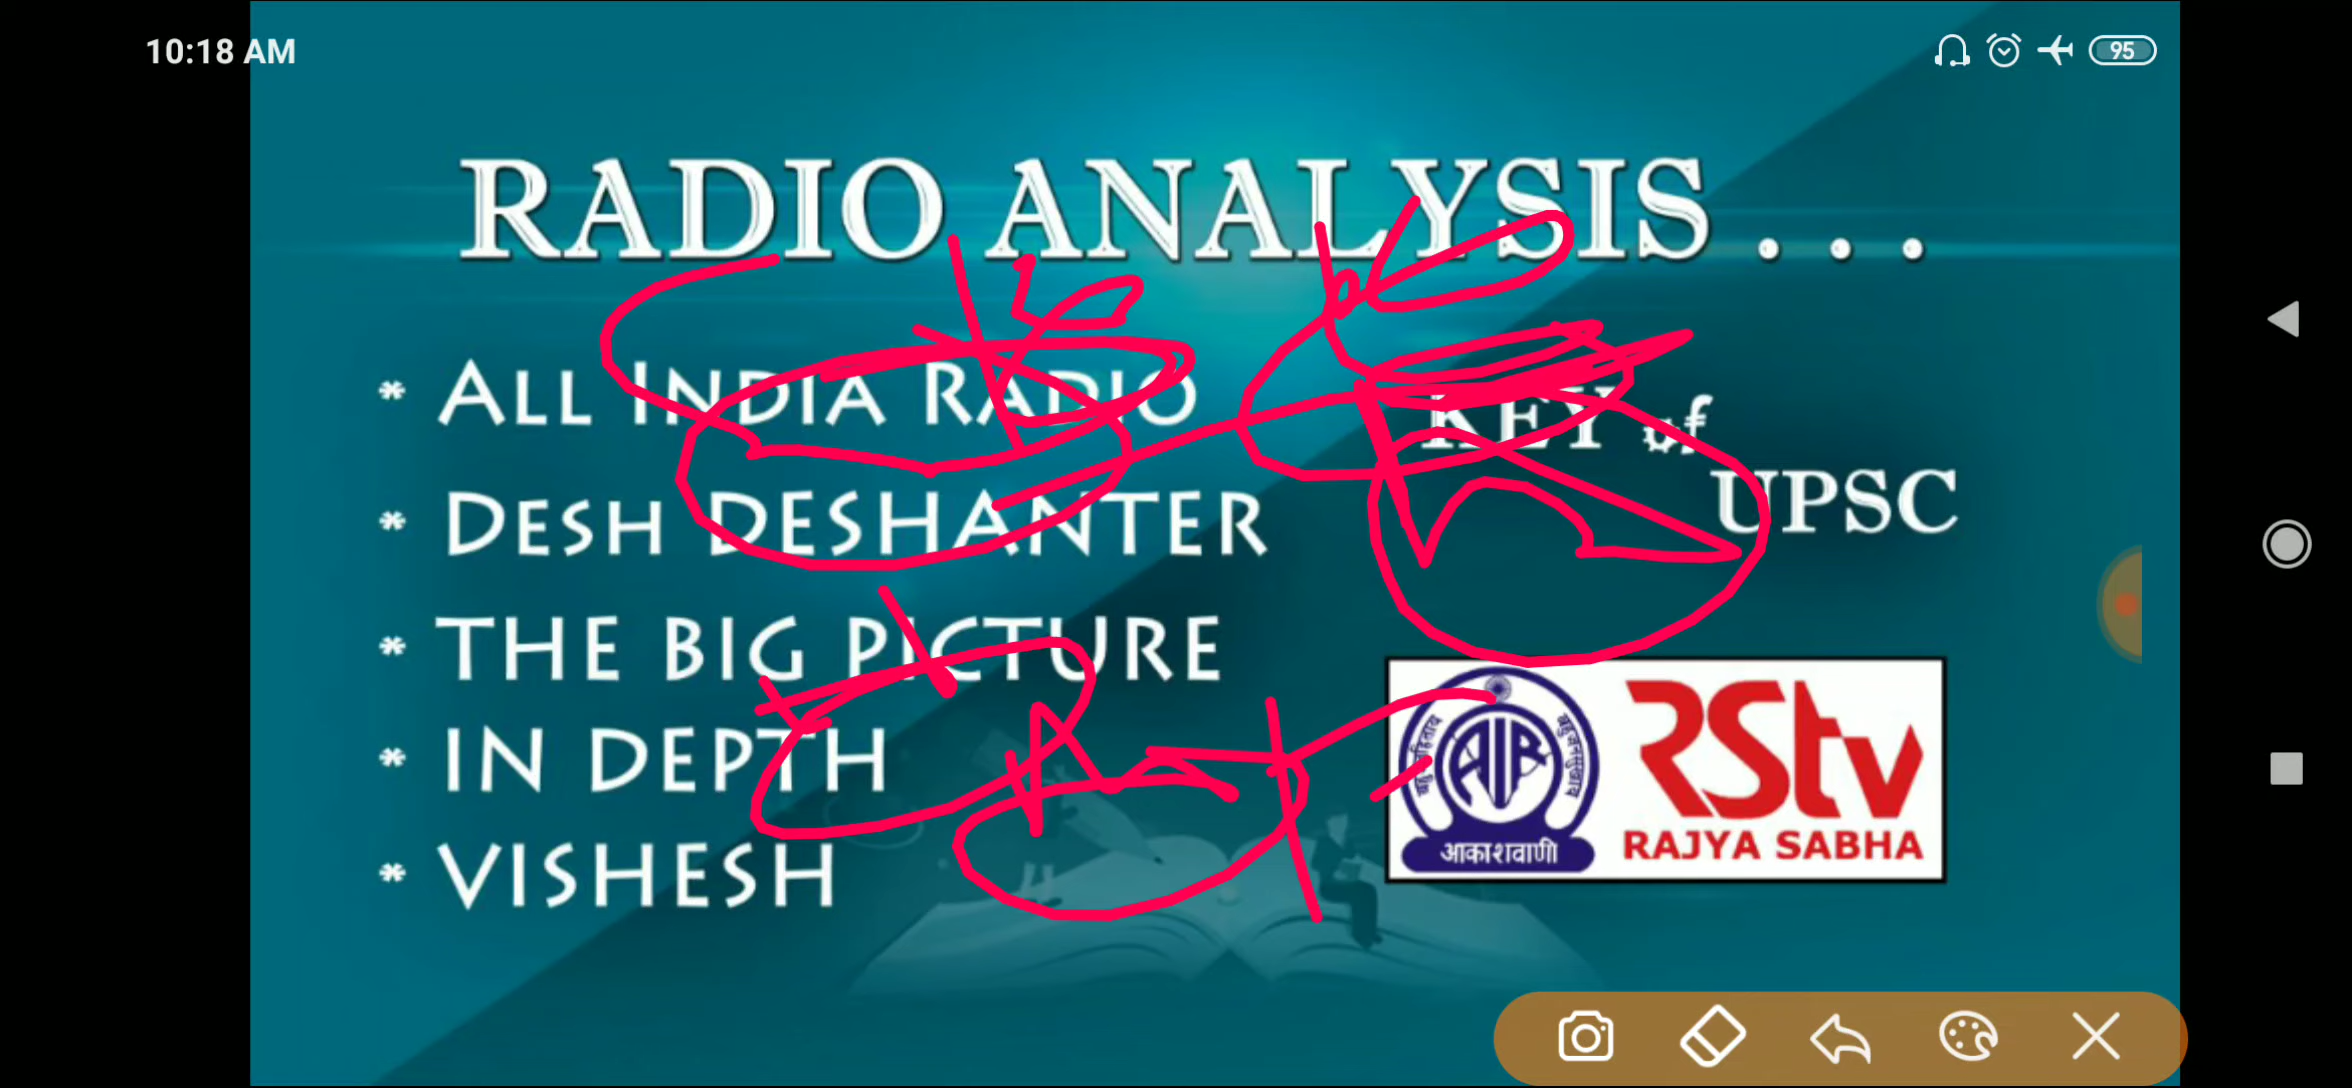 10:18 AM
95
RADIO ANALYSIS . . .
* ALL INDIA RADIO
* DESH DESHANTER
* THE BIG PICTURE
* IN DEPTH
* VISHESH
KEY of
UPSC
AIR
आकाशवाणी
RStv
RAJYA SABHA